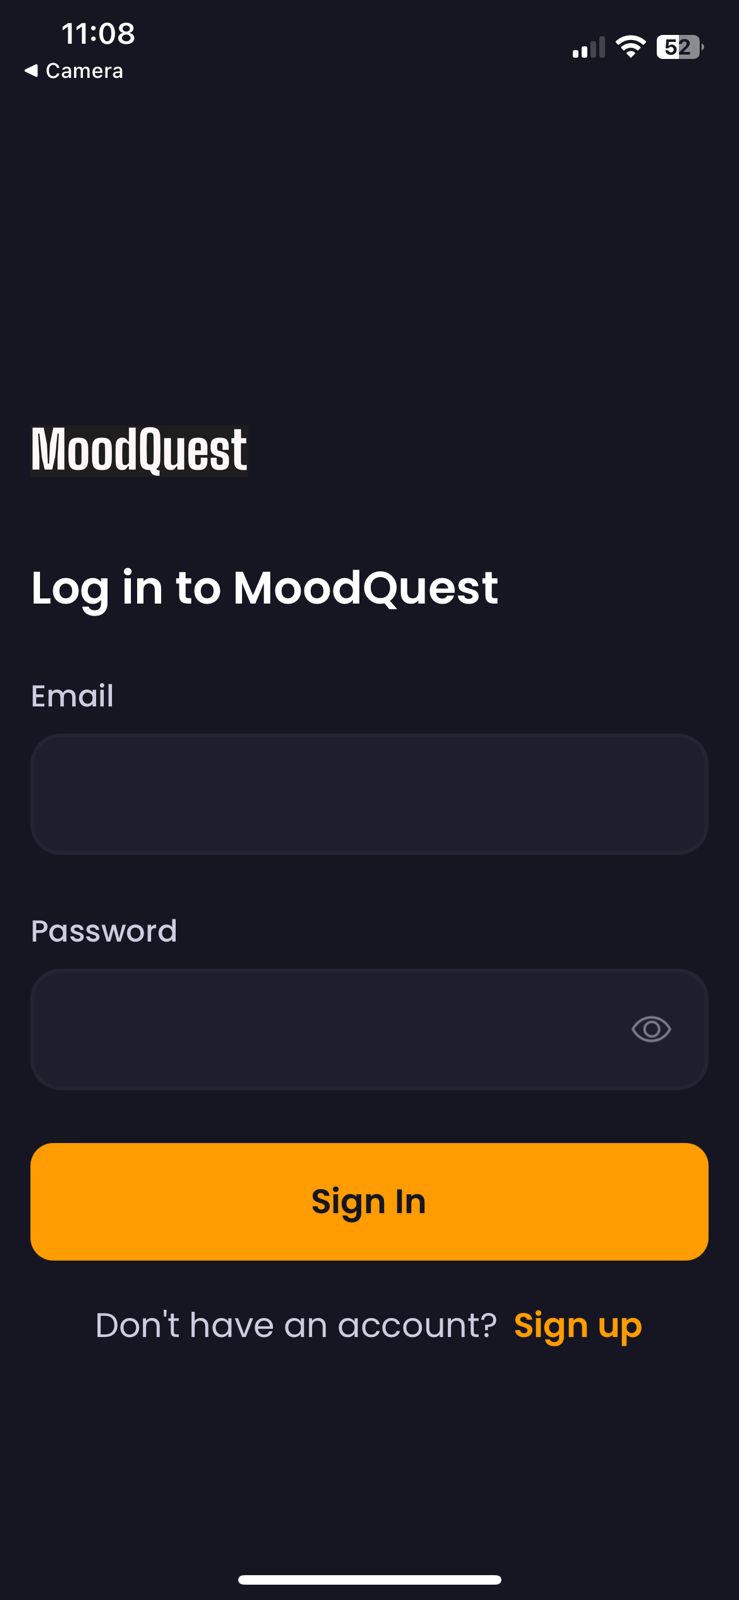 11:08
52
◀ Camera
MoodQuest
Log in to MoodQuest
Email
Password
Sign In
Don't have an account? Sign up